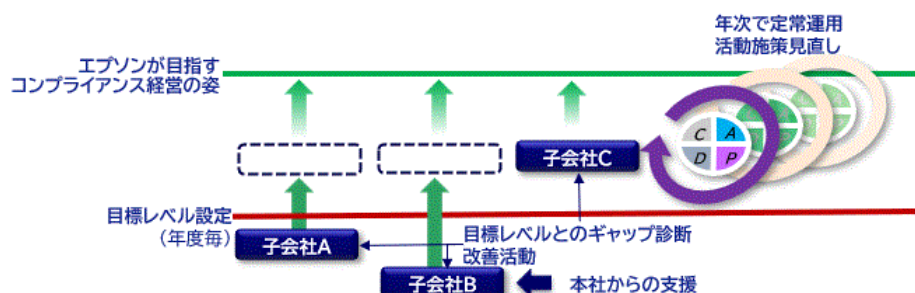 年次で定常運用
活動施策見直し
エプソンが目指す
コンプライアンス経営の姿
子会社C
C A
D P
目標レベル設定
(年度毎)
子会社A
目標レベルとのギャップ診断
改善活動
子会社B
本社からの支援